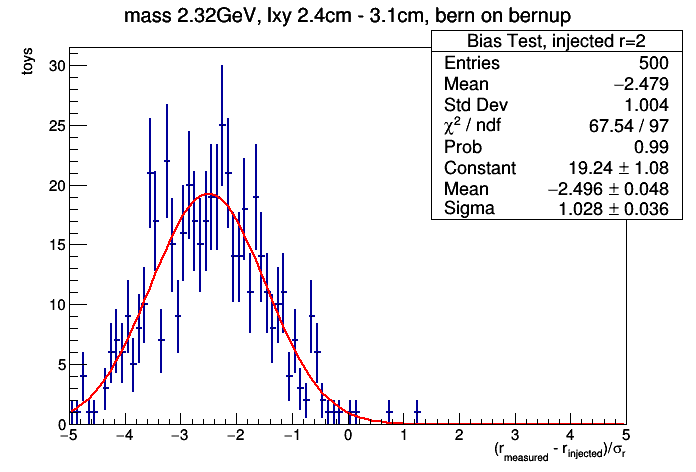 mass 2.32GeV, lxy 2.4cm - 3.1cm, bern on bernup
toys
Bias Test, injected r=2
Entries 500
Mean −2.479
Std Dev 1.004
χ² / ndf 67.54 / 97
Prob 0.99
Constant 19.24 ± 1.08
Mean −2.496 ± 0.048
Sigma 1.028 ± 0.036
30
25
20
15
10
5
0
−5 −4 −3 −2 −1 0 1 2 3 4 5
(r_measured - r_injected)/σ_r